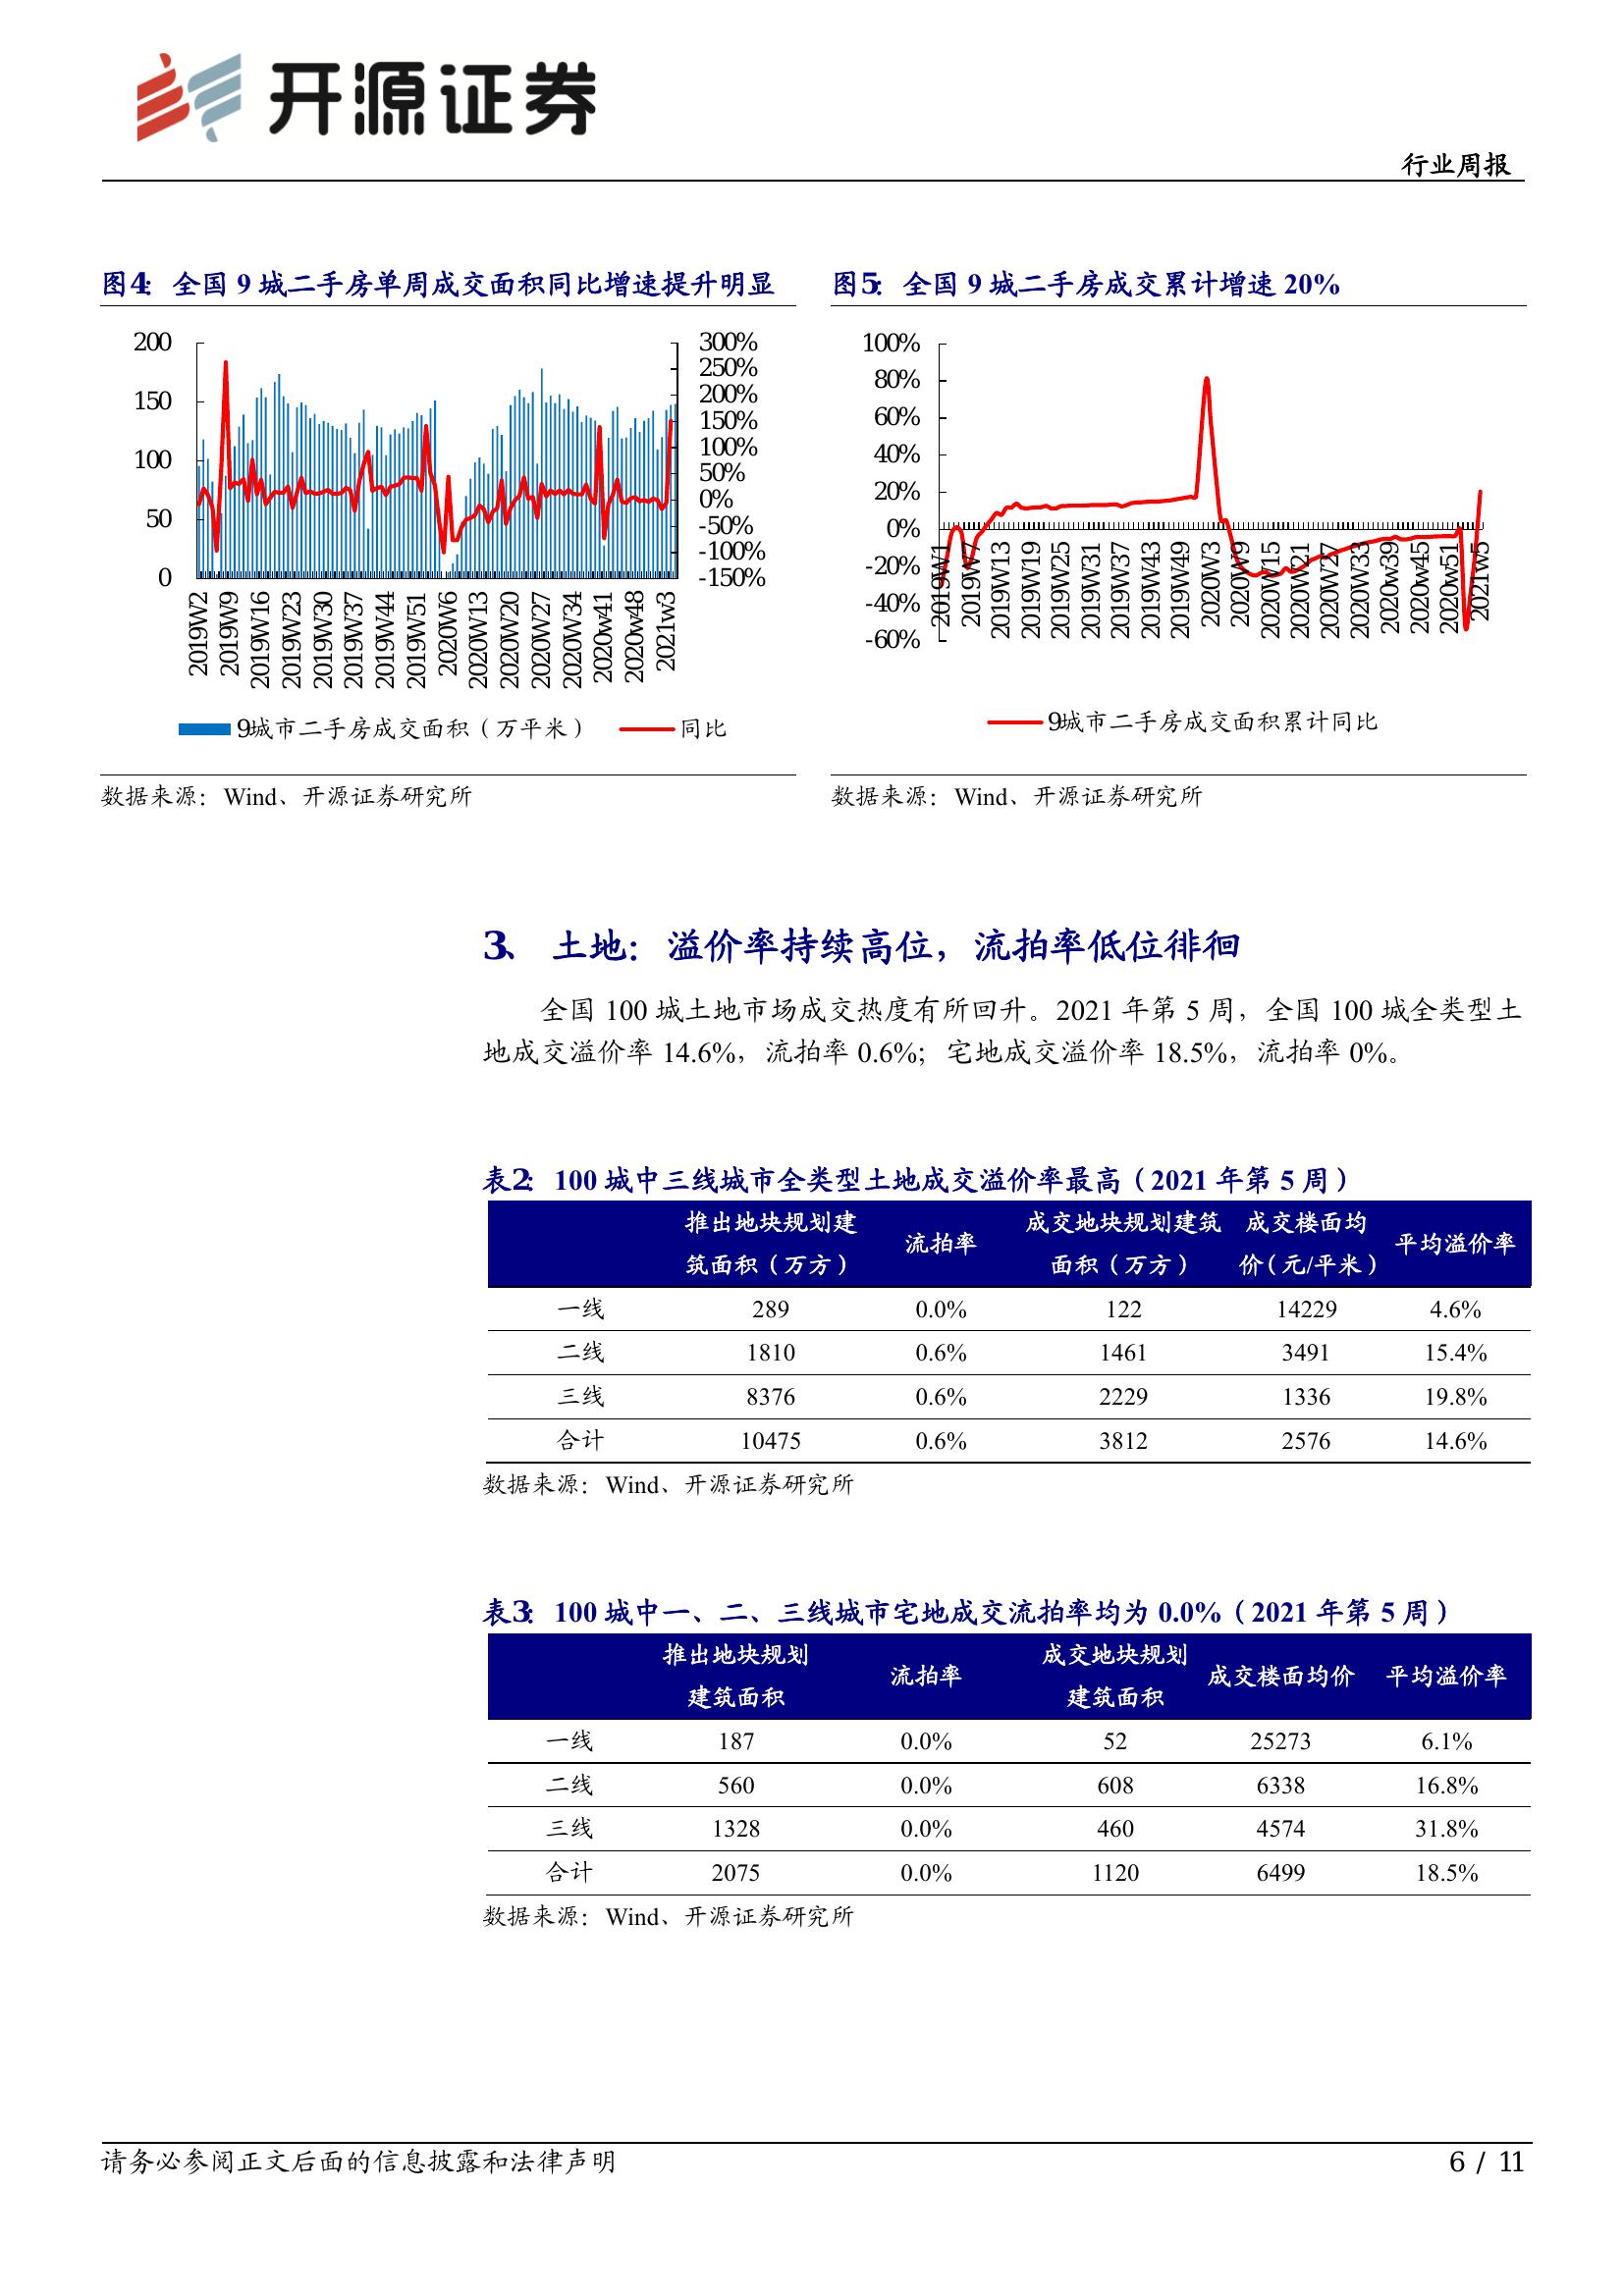 开源证券
行业周报
图4： 全国 9 城二手房单周成交面积同比增速提升明显
200
150
100
50
0
300%
250%
200%
150%
100%
50%
0%
-50%
-100%
-150%
2019W2
2019W9
2019W16
2019W23
2019W30
2019W37
2019W44
2019W51
2020W6
2020W13
2020W20
2020W27
2020W34
2020w41
2020w48
2021w3
9城市二手房成交面积（万平米） 同比
数据来源：Wind、开源证券研究所
图5： 全国 9 城二手房成交累计增速 20%
100%
80%
60%
40%
20%
0%
-20%
-40%
-60%
2019W1
2019W7
2019W13
2019W19
2019W25
2019W31
2019W37
2019W43
2019W49
2020W3
2020W9
2020W15
2020W21
2020W27
2020W33
2020w39
2020w45
2020w51
2021w5
9城市二手房成交面积累计同比
数据来源：Wind、开源证券研究所
3、 土地：溢价率持续高位，流拍率低位徘徊
全国 100 城土地市场成交热度有所回升。2021 年第 5 周，全国 100 城全类型土
地成交溢价率 14.6%，流拍率 0.6%；宅地成交溢价率 18.5%，流拍率 0%。
表2： 100 城中三线城市全类型土地成交溢价率最高（2021 年第 5 周）
推出地块规划建筑面积（万方） 流拍率 成交地块规划建筑面积（万方） 成交楼面均价（元/平米） 平均溢价率
一线 289 0.0% 122 14229 4.6%
二线 1810 0.6% 1461 3491 15.4%
三线 8376 0.6% 2229 1336 19.8%
合计 10475 0.6% 3812 2576 14.6%
数据来源：Wind、开源证券研究所
表3： 100 城中一、二、三线城市宅地成交流拍率均为 0.0%（2021 年第 5 周）
推出地块规划建筑面积 流拍率 成交地块规划建筑面积 成交楼面均价 平均溢价率
一线 187 0.0% 52 25273 6.1%
二线 560 0.0% 608 6338 16.8%
三线 1328 0.0% 460 4574 31.8%
合计 2075 0.0% 1120 6499 18.5%
数据来源：Wind、开源证券研究所
请务必参阅正文后面的信息披露和法律声明
6 / 11